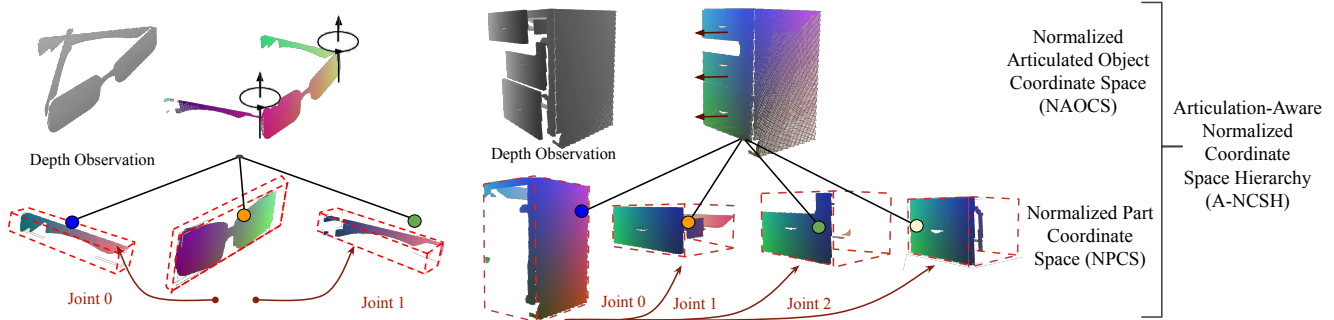 Depth Observation
Joint 0
Joint 1
Depth Observation
Joint 0
Joint 1
Joint 2
Normalized
Articulated Object
Coordinate Space
(NAOCS)
Normalized Part
Coordinate
Space (NPCS)
Articulation-Aware
Normalized
Coordinate
Space Hierarchy
(A-NCSH)